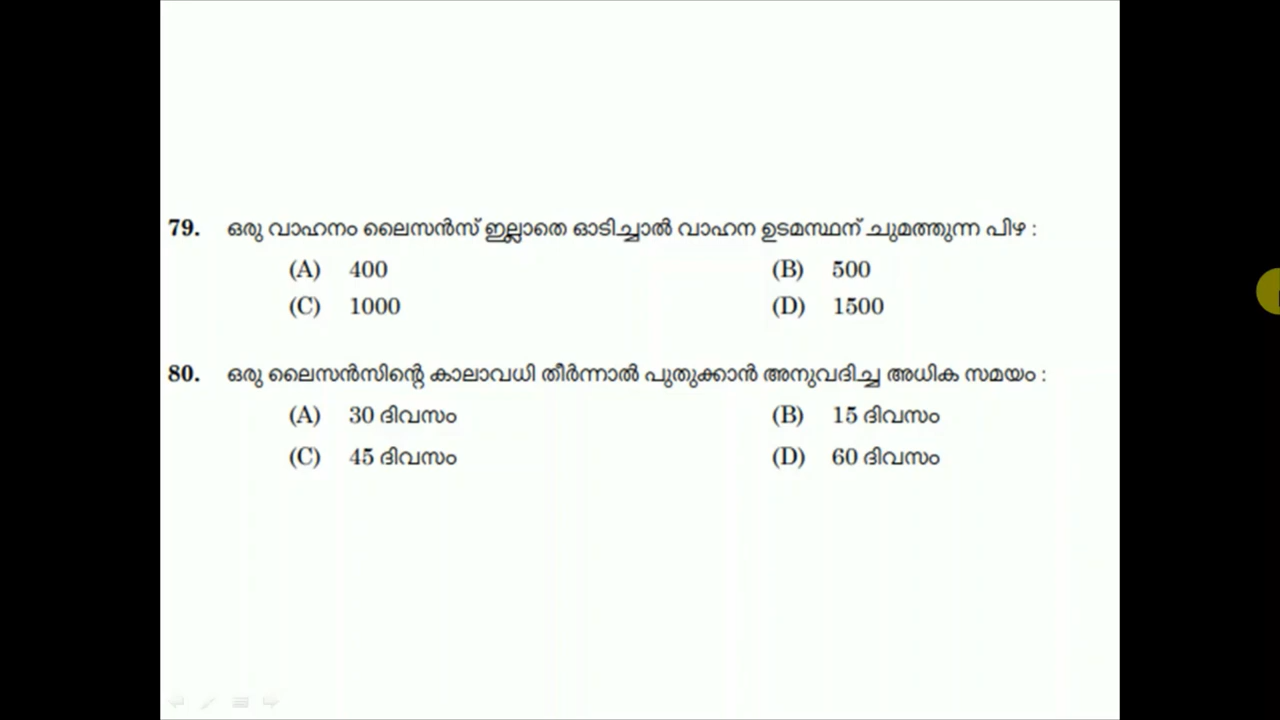 79. ഒരു വാഹനം ലൈസൻസ് ഇല്ലാതെ ഓടിച്ചാൽ വാഹന ഉടമസ്ഥന് ചുമത്തുന്ന പിഴ :
(A) 400 (B) 500
(C) 1000 (D) 1500
80. ഒരു ലൈസൻസിന്റെ കാലാവധി തീർന്നാൽ പുതുക്കാൻ അനുവദിച്ച അധിക സമയം :
(A) 30 ദിവസം (B) 15 ദിവസം
(C) 45 ദിവസം (D) 60 ദിവസം